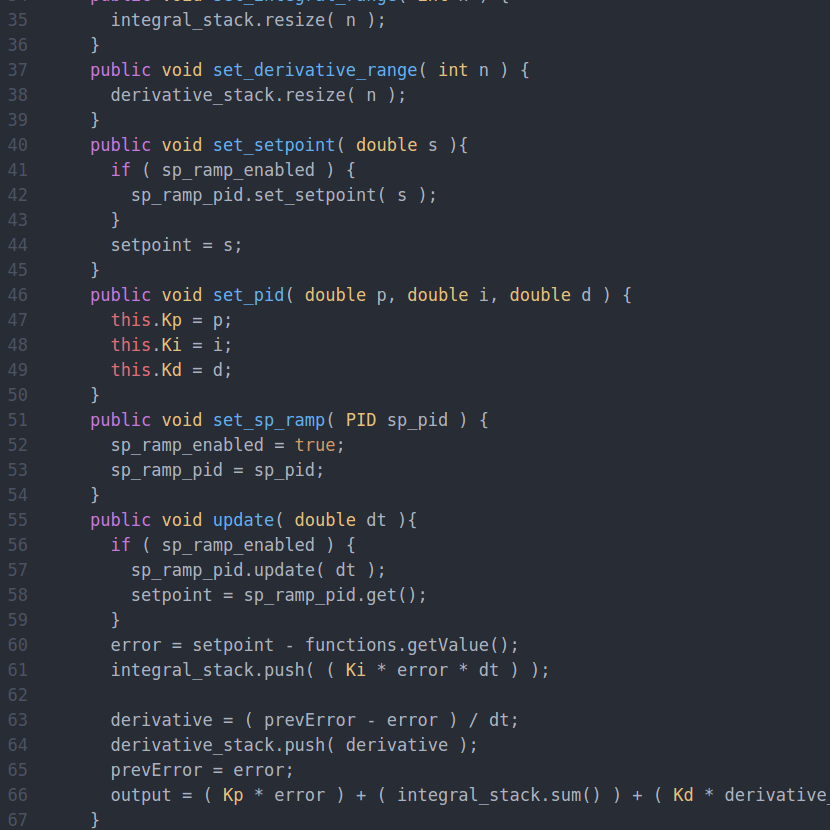 35 integral_stack.resize( n );
36 }
37 public void set_derivative_range( int n ) {
38 derivative_stack.resize( n );
39 }
40 public void set_setpoint( double s ){
41 if ( sp_ramp_enabled ) {
42 sp_ramp_pid.set_setpoint( s );
43 }
44 setpoint = s;
45 }
46 public void set_pid( double p, double i, double d ) {
47 this.Kp = p;
48 this.Ki = i;
49 this.Kd = d;
50 }
51 public void set_sp_ramp( PID sp_pid ) {
52 sp_ramp_enabled = true;
53 sp_ramp_pid = sp_pid;
54 }
55 public void update( double dt ){
56 if ( sp_ramp_enabled ) {
57 sp_ramp_pid.update( dt );
58 setpoint = sp_ramp_pid.get();
59 }
60 error = setpoint - functions.getValue();
61 integral_stack.push( ( Ki * error * dt ) );
62
63 derivative = ( prevError - error ) / dt;
64 derivative_stack.push( derivative );
65 prevError = error;
66 output = ( Kp * error ) + ( integral_stack.sum() ) + ( Kd * derivative_
67 }